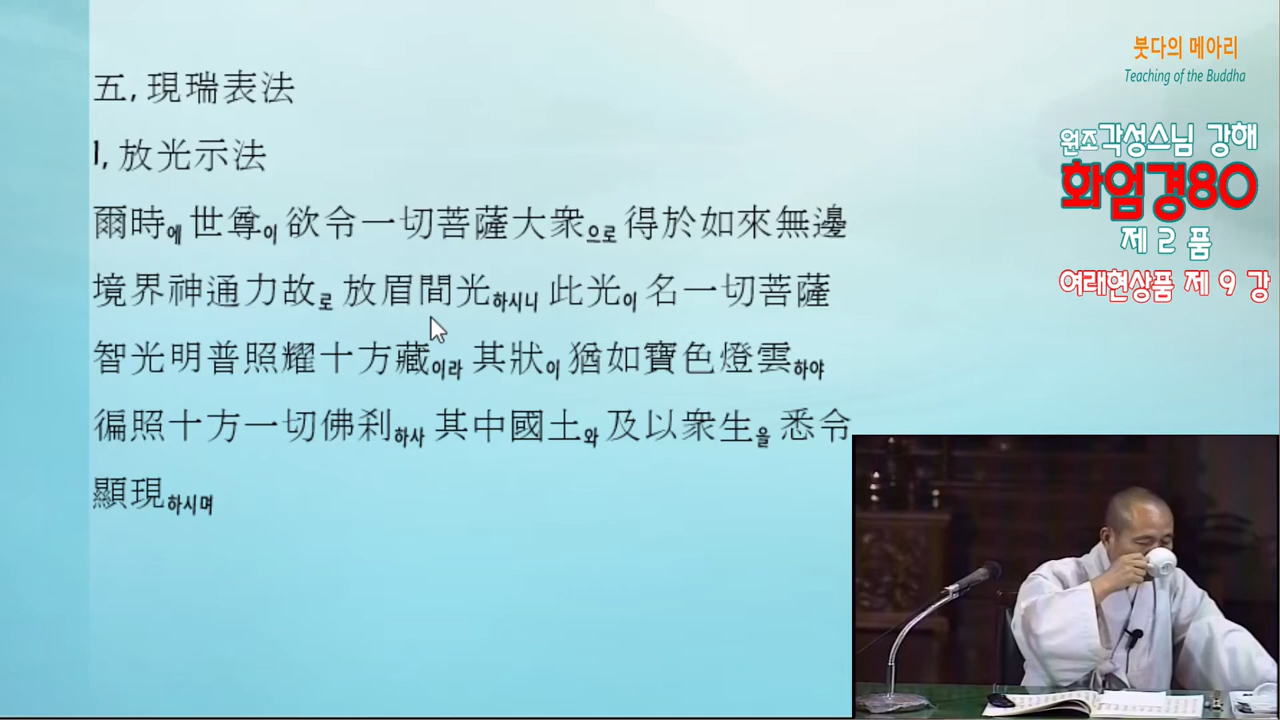 五, 現瑞表法
1, 放光示法
爾時에 世尊이 欲令一切菩薩大衆으로 得於如來無邊
境界神通力故로 放眉間光하시니 此光이 名一切菩薩
智光明普照耀十方藏이라 其狀이 猶如寶色燈雲하야
徧照十方一切佛刹하사 其中國土와 及以衆生을 悉令
顯現하시며
붓다의 메아리
Teaching of the Buddha
원조각성스님 강해
화엄경80
제 2 품
여래현상품 제 9 강